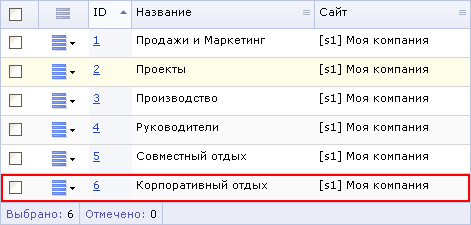 ID Название Сайт
1 Продажи и Маркетинг [s1] Моя компания
2 Проекты [s1] Моя компания
3 Производство [s1] Моя компания
4 Руководители [s1] Моя компания
5 Совместный отдых [s1] Моя компания
6 Корпоративный отдых [s1] Моя компания
Выбрано: 6 Отмечено: 0